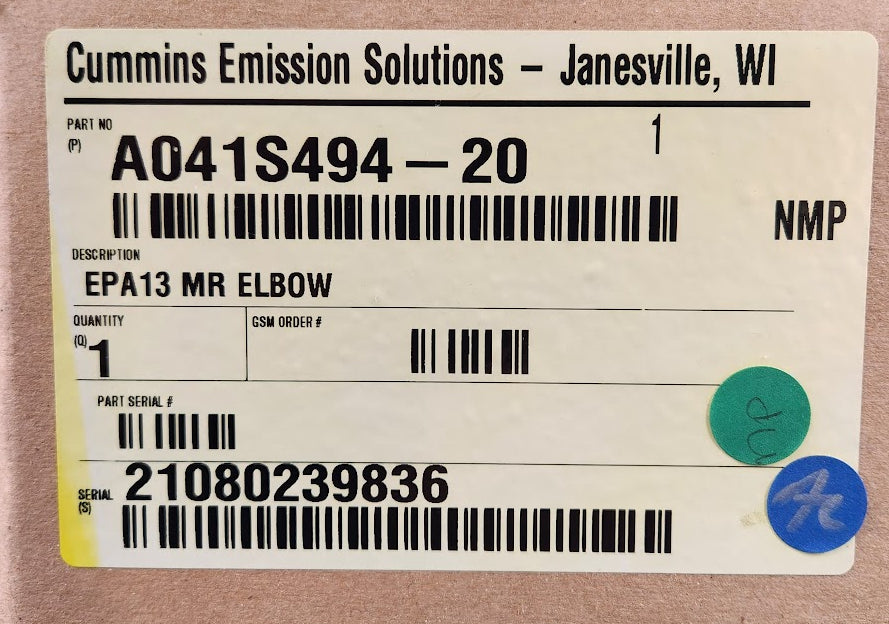 Cummins Emission Solutions – Janesville, WI
PART NO
(P)
A041S494–20
1
NMP
DESCRIPTION
EPA13 MR ELBOW
QUANTITY
(Q)
1
GSM ORDER #
PART SERIAL #
SERIAL
(S)
21080239836